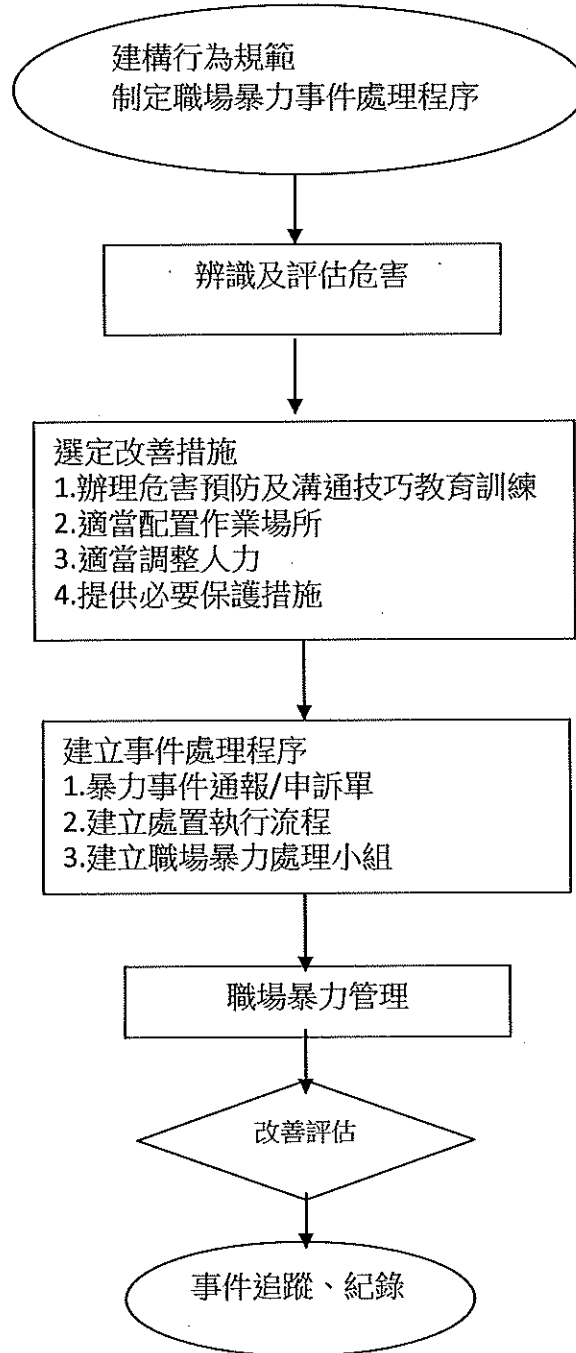 建構行為規範
制定職場暴力事件處理程序
辨識及評估危害
選定改善措施
1.辦理危害預防及溝通技巧教育訓練
2.適當配置作業場所
3.適當調整人力
4.提供必要保護措施
建立事件處理程序
1.暴力事件通報/申訴單
2.建立處置執行流程
3.建立職場暴力處理小組
職場暴力管理
改善評估
事件追蹤、紀錄